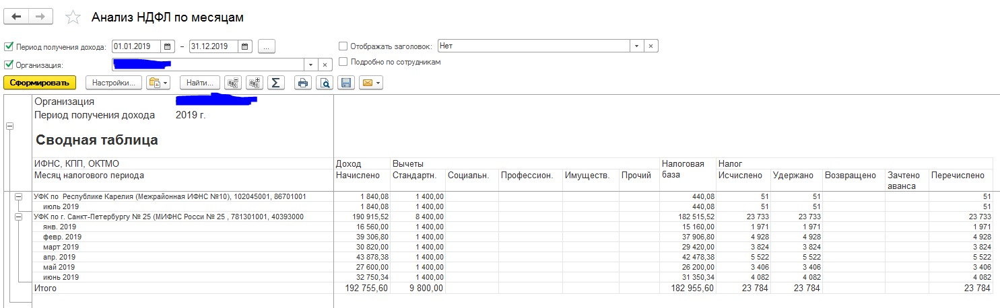 Анализ НДФЛ по месяцам
Период получения дохода: 01.01.2019 – 31.12.2019 ... Отображать заголовок: Нет
Организация: Подробно по сотрудникам
Сформировать Настройки... Найти...
Организация
Период получения дохода 2019 г.
Сводная таблица
ИФНС, КПП, ОКТМО Доход Вычеты Налоговая база Налог
Месяц налогового периода Начислено Стандартн. Социальн. Профессион. Имуществ. Прочий Исчислено Удержано Возвращено Зачтено аванса Перечислено
УФК по Республике Карелия (Межрайонная ИФНС №10), 102045001, 86701001 1 840,08 1 400,00 440,08 51 51 51
июль 2019 1 840,08 1 400,00 440,08 51 51 51
УФК по г. Санкт-Петербургу № 25 (МИФНС Росси № 25 , 781301001, 40393000 190 915,52 8 400,00 182 515,52 23 733 23 733 23 733
янв. 2019 16 560,00 1 400,00 15 160,00 1 971 1 971 1 971
февр. 2019 39 306,80 1 400,00 37 906,80 4 928 4 928 4 928
март 2019 30 820,00 1 400,00 29 420,00 3 824 3 824 3 824
апр. 2019 43 878,38 1 400,00 42 478,38 5 522 5 522 5 522
май 2019 27 600,00 1 400,00 26 200,00 3 406 3 406 3 406
июнь 2019 32 750,34 1 400,00 31 350,34 4 082 4 082 4 082
Итого 192 755,60 9 800,00 182 955,60 23 784 23 784 23 784